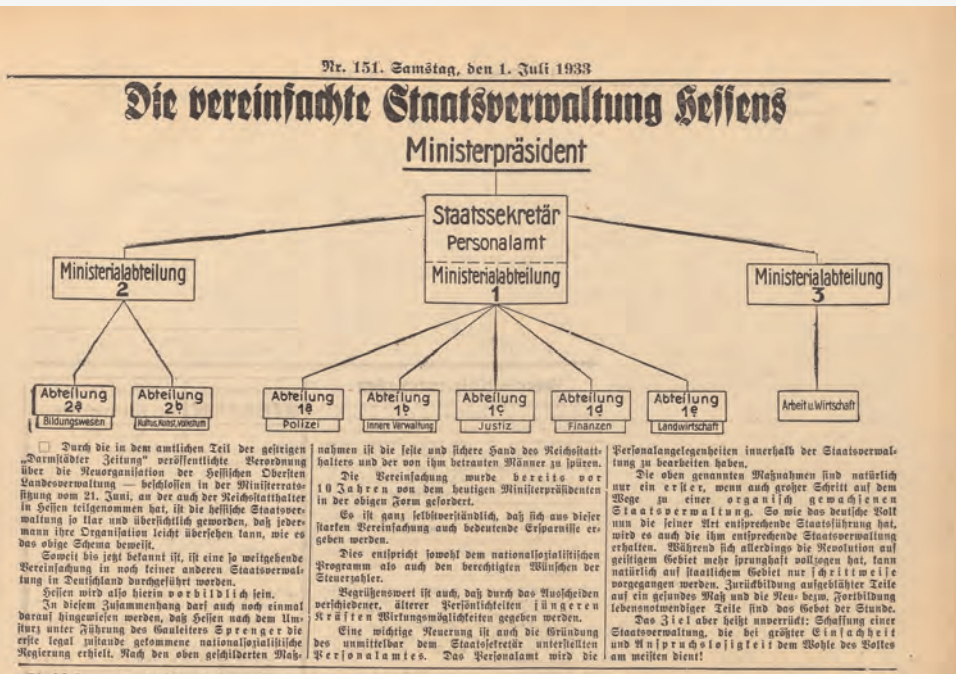 Nr. 151. Samstag, den 1. Juli 1933
Die vereinfachte Staatsverwaltung Hessens
Ministerpräsident
Staatssekretär
Personalamt
Ministerialabteilung
1
Ministerialabteilung
2
Ministerialabteilung
3
Abteilung
2a
Bildungswesen
Abteilung
2b
Kultus, Kunst, Volkstum
Abteilung
1a
Polizei
Abteilung
1b
Innere Verwaltung
Abteilung
1c
Justiz
Abteilung
1d
Finanzen
Abteilung
1e
Landwirtschaft
Arbeit u. Wirtschaft
Durch die in dem amtlichen Teil der gestrigen
„Darmstädter Zeitung“ veröffentlichte Verordnung
über die Neuorganisation der Hessischen Obersten
Landesverwaltung — beschlossen in der Ministerrats-
sitzung vom 21. Juni, an der auch der Reichsstatthalter
in Hessen teilgenommen hat, ist die hessische Staatsver-
waltung so klar und übersichtlich geworden, daß jeder-
mann ihre Organisation leicht übersehen kann, wie es
das obige Schema beweist.
Soweit bis jetzt bekannt ist, ist eine so weitgehende
Vereinfachung in noch keiner anderen Staatsverwal-
tung in Deutschland durchgeführt worden.
Hessen wird also hierin vorbildlich sein.
In diesem Zusammenhang darf auch noch einmal
darauf hingewiesen werden, daß Hessen nach dem Um-
sturz unter Führung des Gauleiters Sprenger die
erste legal zustande gekommene nationalsozialistische
Regierung erhielt. Nach den oben geschilderten Maß-
nahmen ist die feste und sichere Hand des Reichsstatt-
halters und der von ihm betrauten Männer zu spüren.
Die Vereinfachung wurde bereits vor
10 Jahren von dem heutigen Ministerpräsidenten
in der obigen Form gefordert.
Es ist ganz selbstverständlich, daß sich aus dieser
starken Vereinfachung auch bedeutende Ersparnisse er-
geben werden.
Dies entspricht sowohl dem nationalsozialistischen
Programm als auch den berechtigten Wünschen der
Steuerzahler.
Begrüßenswert ist auch, daß durch das Ausscheiden
verschiedener, älterer Persönlichkeiten jüngeren
Kräften Wirkungsmöglichkeiten gegeben werden.
Eine wichtige Neuerung ist auch die Gründung
des unmittelbar dem Staatssekretär unterstellten
Personalamtes. Das Personalamt wird die
Personalangelegenheiten innerhalb der Staatsverwal-
tung zu bearbeiten haben.
Die oben genannten Maßnahmen sind natürlich
nur ein erster, wenn auch großer Schritt auf dem
Wege zu einer organisch gewachsenen
Staatsverwaltung. So wie das deutsche Volk
nun die seiner Art entsprechende Staatsführung hat,
wird es auch die ihm entsprechende Staatsverwaltung
erhalten. Während sich allerdings die Revolution auf
geistigem Gebiet mehr sprunghaft vollzogen hat, kann
natürlich auf staatlichem Gebiet nur schrittweise
vorgegangen werden. Zurückbildung aufgeblähter Teile
auf ein gesundes Maß und die Neu- bezw. Fortbildung
lebensnotwendiger Teile sind das Gebot der Stunde.
Das Ziel aber heißt unverrückt: Schaffung einer
Staatsverwaltung, die bei größter Einfachheit
und Anspruchslosigkeit dem Wohle des Volkes
am meisten dient!